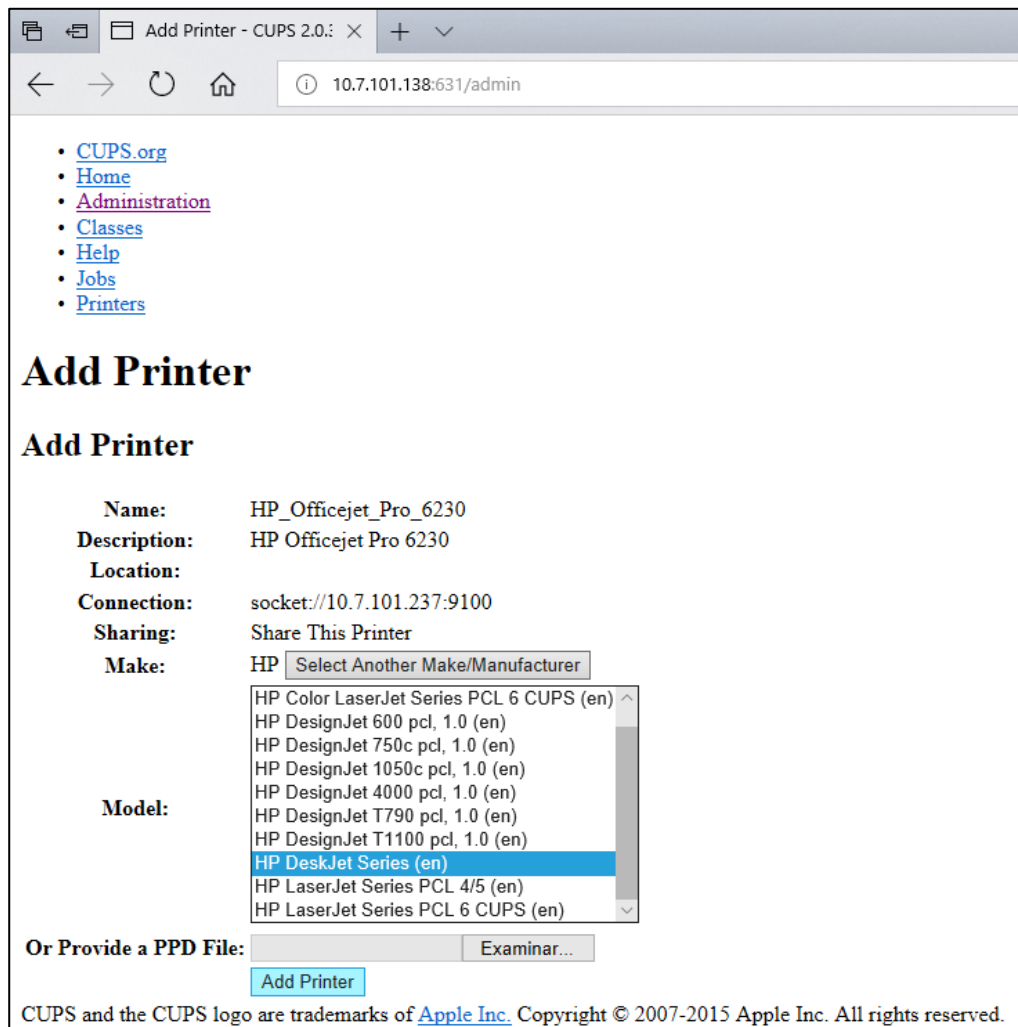 Add Printer - CUPS 2.0.3
10.7.101.138:631/admin
• CUPS.org
• Home
• Administration
• Classes
• Help
• Jobs
• Printers
Add Printer
Add Printer
Name: HP_Officejet_Pro_6230
Description: HP Officejet Pro 6230
Location:
Connection: socket://10.7.101.237:9100
Sharing: Share This Printer
Make: HP Select Another Make/Manufacturer
HP Color LaserJet Series PCL 6 CUPS (en)
HP DesignJet 600 pcl, 1.0 (en)
HP DesignJet 750c pcl, 1.0 (en)
HP DesignJet 1050c pcl, 1.0 (en)
HP DesignJet 4000 pcl, 1.0 (en)
Model:
HP DesignJet T790 pcl, 1.0 (en)
HP DesignJet T1100 pcl, 1.0 (en)
HP DeskJet Series (en)
HP LaserJet Series PCL 4/5 (en)
HP LaserJet Series PCL 6 CUPS (en)
Or Provide a PPD File: Examinar...
Add Printer
CUPS and the CUPS logo are trademarks of Apple Inc. Copyright © 2007-2015 Apple Inc. All rights reserved.